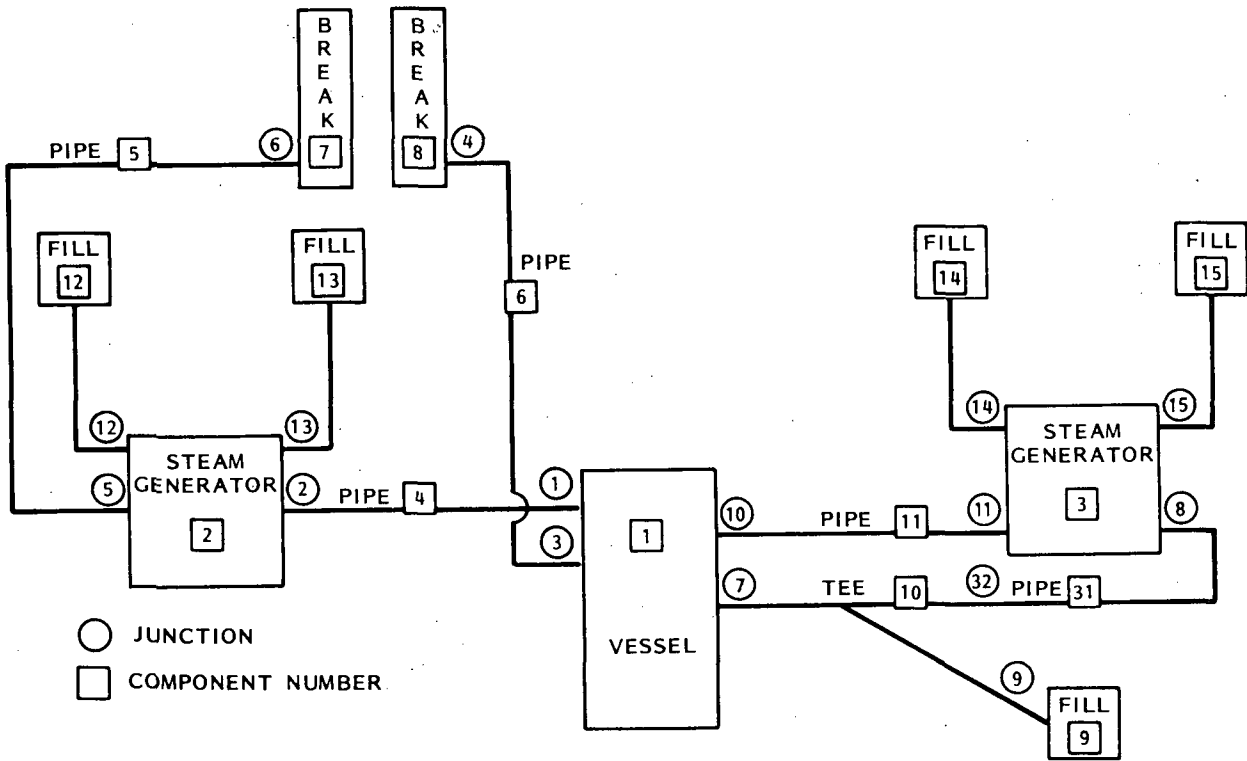 B
R
E
A
K
7
B
R
E
A
K
8
PIPE 5
6
4
FILL
12
FILL
13
PIPE
6
FILL
14
FILL
15
12
13
STEAM
GENERATOR
2
5
2
PIPE 4
1
3
1
VESSEL
10
PIPE 11
11
7
TEE 10
32
PIPE 31
14
15
STEAM
GENERATOR
3
8
9
FILL
9
JUNCTION
COMPONENT NUMBER